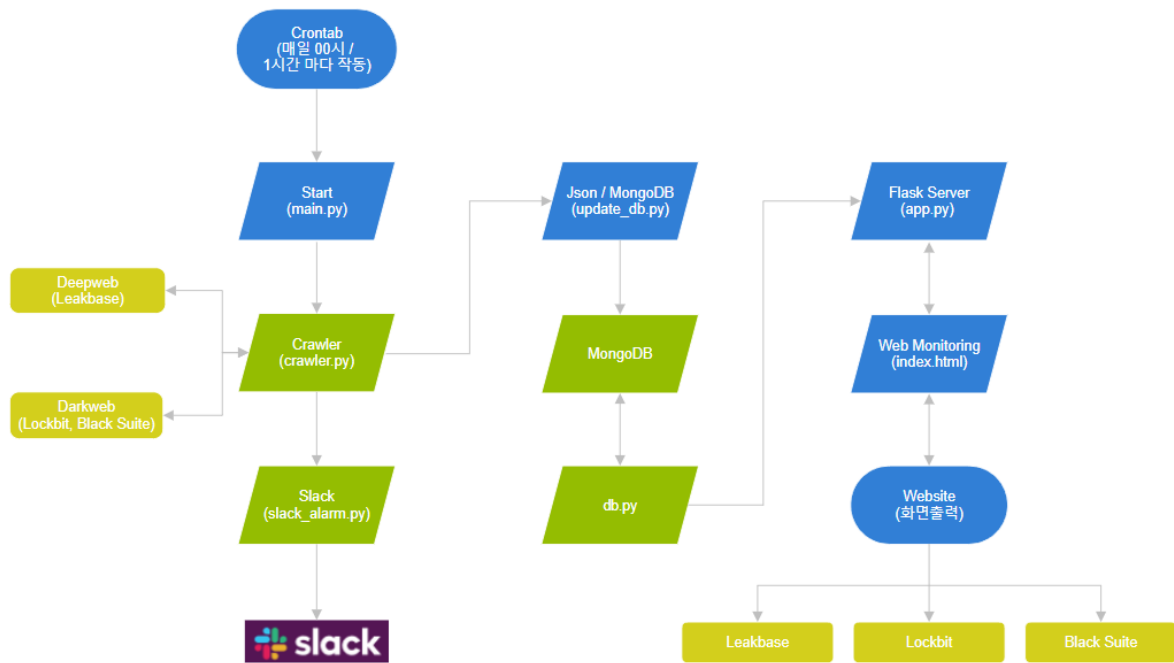 Crontab
(매일 00시 /
1시간 마다 작동)
Start
(main.py)
Json / MongoDB
(update_db.py)
Flask Server
(app.py)
Deepweb
(Leakbase)
Crawler
(crawler.py)
MongoDB
Web Monitoring
(index.html)
Darkweb
(Lockbit, Black Suite)
Slack
(slack_alarm.py)
db.py
Website
(화면출력)
slack
Leakbase
Lockbit
Black Suite